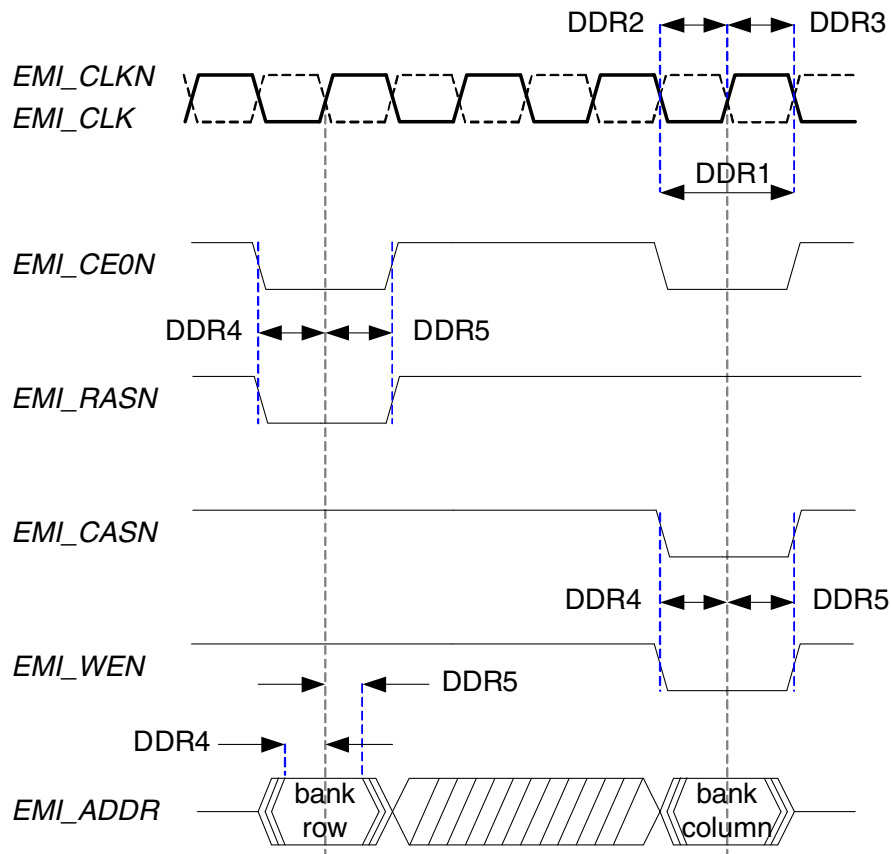 DDR2 DDR3
EMI_CLKN
EMI_CLK
DDR1
EMI_CE0N
DDR4 DDR5
EMI_RASN
EMI_CASN
DDR4 DDR5
EMI_WEN
DDR5
DDR4
EMI_ADDR
bank
row
bank
column